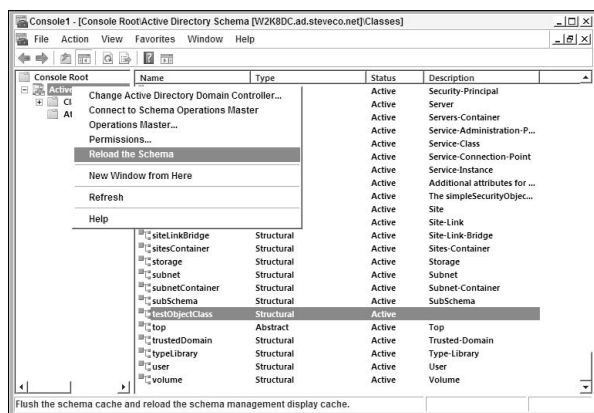 Console1 - [Console Root\Active Directory Schema [W2K8DC.ad.steveco.net]\Classes]
File Action View Favorites Window Help
Console Root
Active
Cl
At
Change Active Directory Domain Controller...
Connect to Schema Operations Master
Operations Master...
Permissions...
Reload the Schema
New Window from Here
Refresh
Help
Name Type Status Description
Active Security-Principal
Active Server
Active Servers-Container
Active Service-Administration-P...
Active Service-Class
Active Service-Connection-Point
Active Service-Instance
Active Additional attributes for ...
Active The simpleSecurityObjec...
Active Site
Active Site-Link
siteLinkBridge Structural Active Site-Link-Bridge
sitesContainer Structural Active Sites-Container
storage Structural Active Storage
subnet Structural Active Subnet
subnetContainer Structural Active Subnet-Container
subSchema Structural Active SubSchema
testObjectClass Structural Active
top Abstract Active Top
trustedDomain Structural Active Trusted-Domain
typeLibrary Structural Active Type-Library
user Structural Active User
volume Structural Active Volume
Flush the schema cache and reload the schema management display cache.